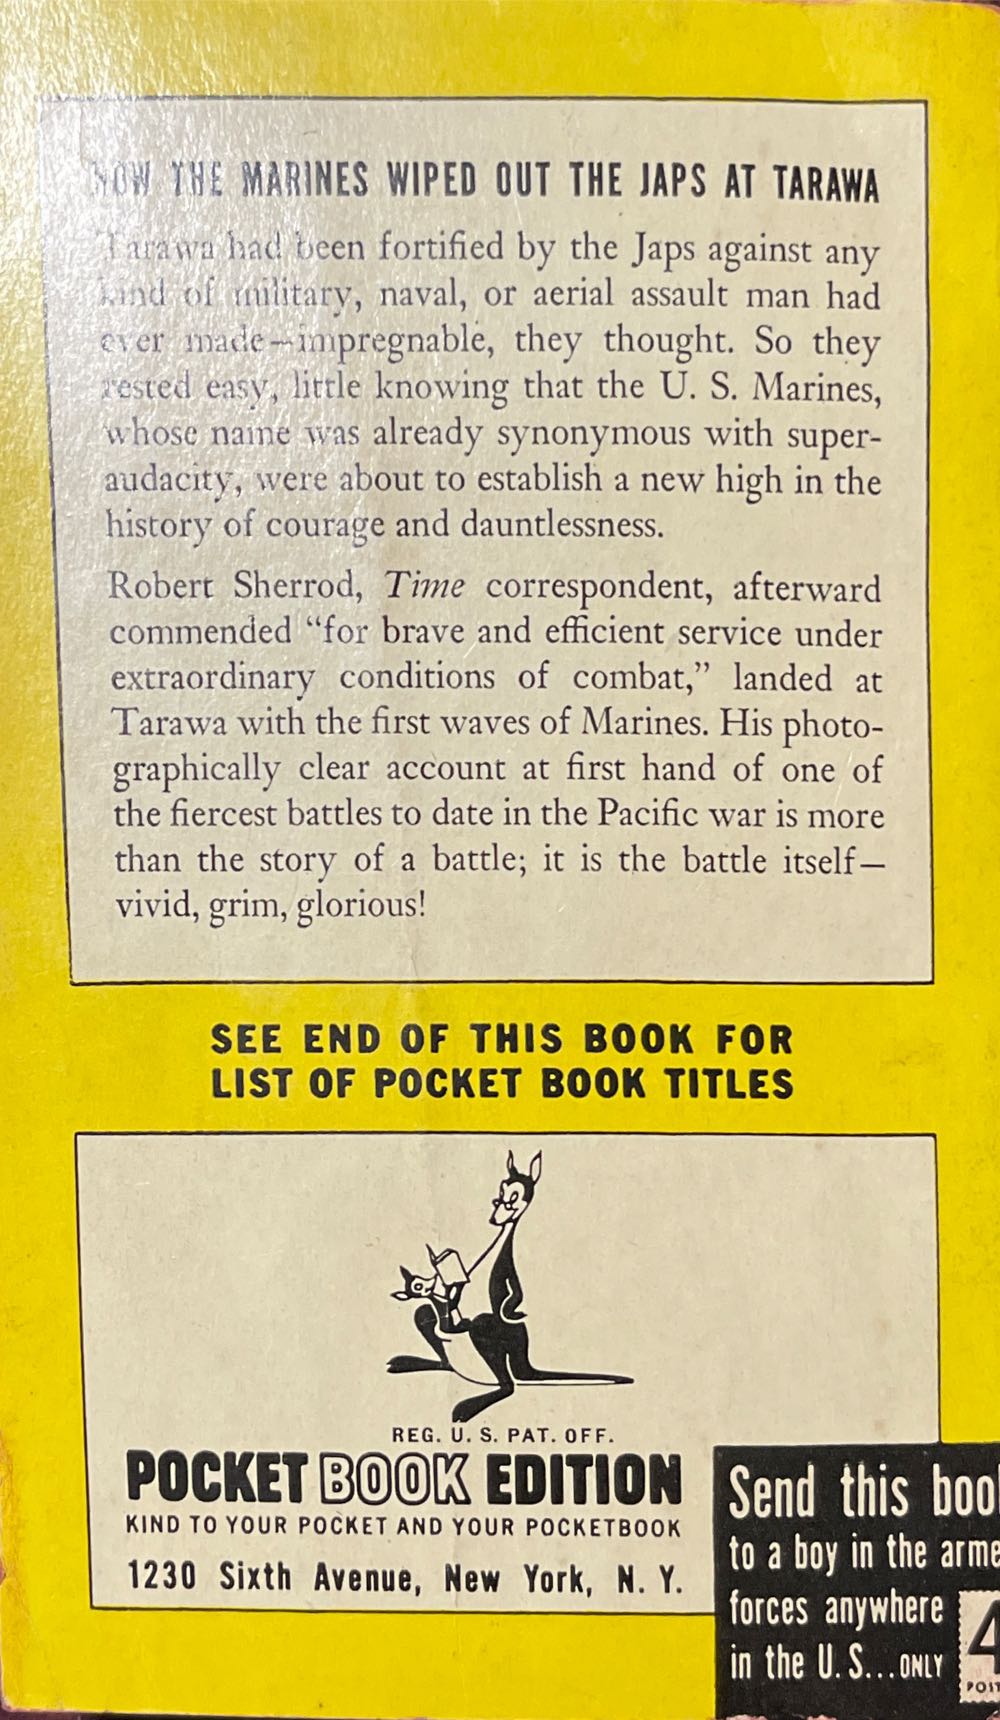 HOW THE MARINES WIPED OUT THE JAPS AT TARAWA
Tarawa had been fortified by the Japs against any
kind of military, naval, or aerial assault man had
ever made—impregnable, they thought. So they
rested easy, little knowing that the U. S. Marines,
whose name was already synonymous with super-
audacity, were about to establish a new high in the
history of courage and dauntlessness.
Robert Sherrod, Time correspondent, afterward
commended “for brave and efficient service under
extraordinary conditions of combat,” landed at
Tarawa with the first waves of Marines. His photo-
graphically clear account at first hand of one of
the fiercest battles to date in the Pacific war is more
than the story of a battle; it is the battle itself—
vivid, grim, glorious!
SEE END OF THIS BOOK FOR
LIST OF POCKET BOOK TITLES
REG. U. S. PAT. OFF.
POCKET BOOK EDITION
KIND TO YOUR POCKET AND YOUR POCKETBOOK
1230 Sixth Avenue, New York, N. Y.
Send this boo
to a boy in the arme
forces anywhere
in the U. S...ONLY